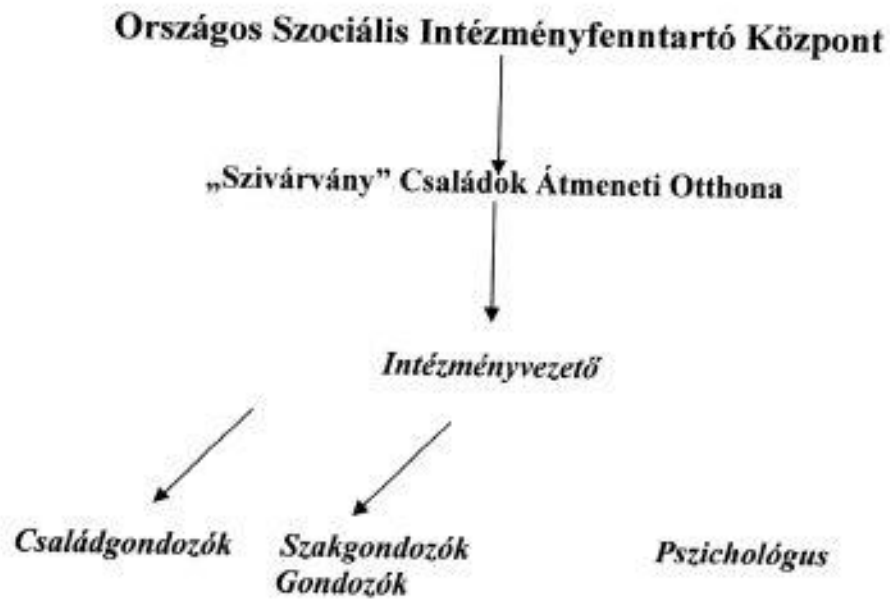 Országos Szociális Intézményfenntartó Központ
„Szivárvány” Családok Átmeneti Otthona
Intézményvezető
Családgondozók Szakgondozók Pszichológus
Gondozók